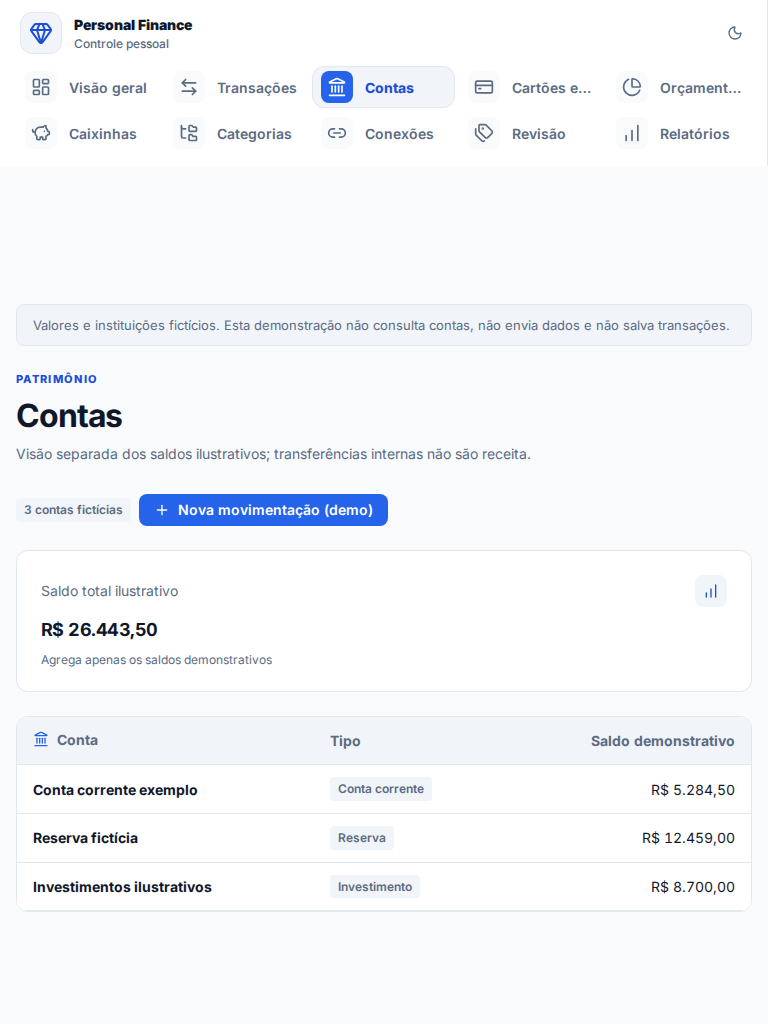 Personal Finance
Controle pessoal
Visão geral
Transações
Contas
Cartões e...
Orçament...
Caixinhas
Categorias
Conexões
Revisão
Relatórios
Valores e instituições fictícios. Esta demonstração não consulta contas, não envia dados e não salva transações.
PATRIMÔNIO
Contas
Visão separada dos saldos ilustrativos; transferências internas não são receita.
3 contas fictícias
Nova movimentação (demo)
Saldo total ilustrativo
R$ 26.443,50
Agrega apenas os saldos demonstrativos
Conta Tipo Saldo demonstrativo
Conta corrente exemplo Conta corrente R$ 5.284,50
Reserva fictícia Reserva R$ 12.459,00
Investimentos ilustrativos Investimento R$ 8.700,00